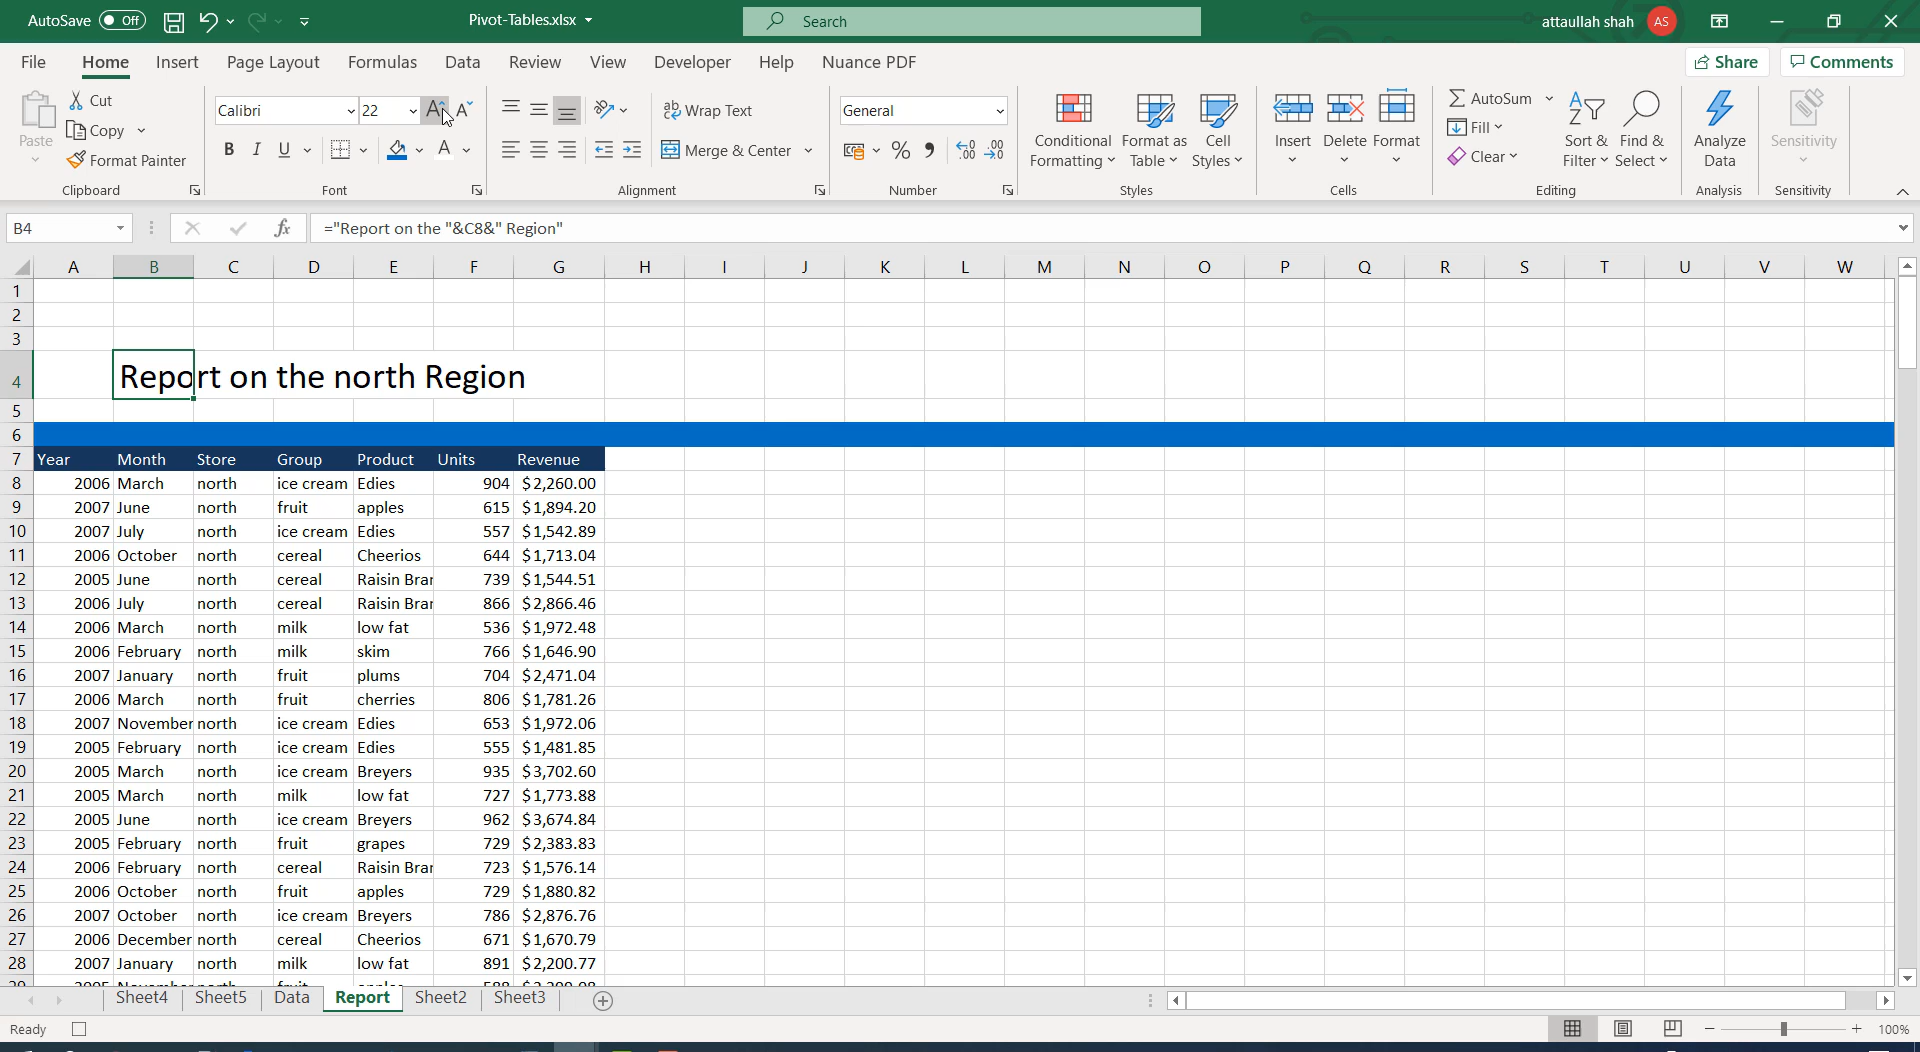 AutoSave Off Pivot-Tables.xlsx Search attaullah shah AS
File Home Insert Page Layout Formulas Data Review View Developer Help Nuance PDF Share Comments
Paste
Cut
Copy
Format Painter
Clipboard
Calibri 22
B I U A
Font
Wrap Text
Merge & Center
Alignment
General
Number
Conditional Formatting
Format as Table
Cell Styles
Styles
Insert
Delete
Format
Cells
AutoSum
Fill
Clear
Sort & Filter
Find & Select
Editing
Analyze Data
Analysis
Sensitivity
Sensitivity
B4 fx ="Report on the "&C8&" Region"
A B C D E F G H I J K L M N O P Q R S T U V W
1
2
3
4 Report on the north Region
5
6
7 Year Month Store Group Product Units Revenue
8 2006 March north ice cream Edies 904 $2,260.00
9 2007 June north fruit apples 615 $1,894.20
10 2007 July north ice cream Edies 557 $1,542.89
11 2006 October north cereal Cheerios 644 $1,713.04
12 2005 June north cereal Raisin Bran 739 $1,544.51
13 2006 July north cereal Raisin Bran 866 $2,866.46
14 2006 March north milk low fat 536 $1,972.48
15 2006 February north milk skim 766 $1,646.90
16 2007 January north fruit plums 704 $2,471.04
17 2006 March north fruit cherries 806 $1,781.26
18 2007 November north ice cream Edies 653 $1,972.06
19 2005 February north ice cream Edies 555 $1,481.85
20 2005 March north ice cream Breyers 935 $3,702.60
21 2005 March north milk low fat 727 $1,773.88
22 2005 June north ice cream Breyers 962 $3,674.84
23 2005 February north fruit grapes 729 $2,383.83
24 2006 February north cereal Raisin Bran 723 $1,576.14
25 2006 October north fruit apples 729 $1,880.82
26 2007 October north ice cream Breyers 786 $2,876.76
27 2006 December north cereal Cheerios 671 $1,670.79
28 2007 January north milk low fat 891 $2,200.77
Sheet4 Sheet5 Data Report Sheet2 Sheet3
Ready 100%